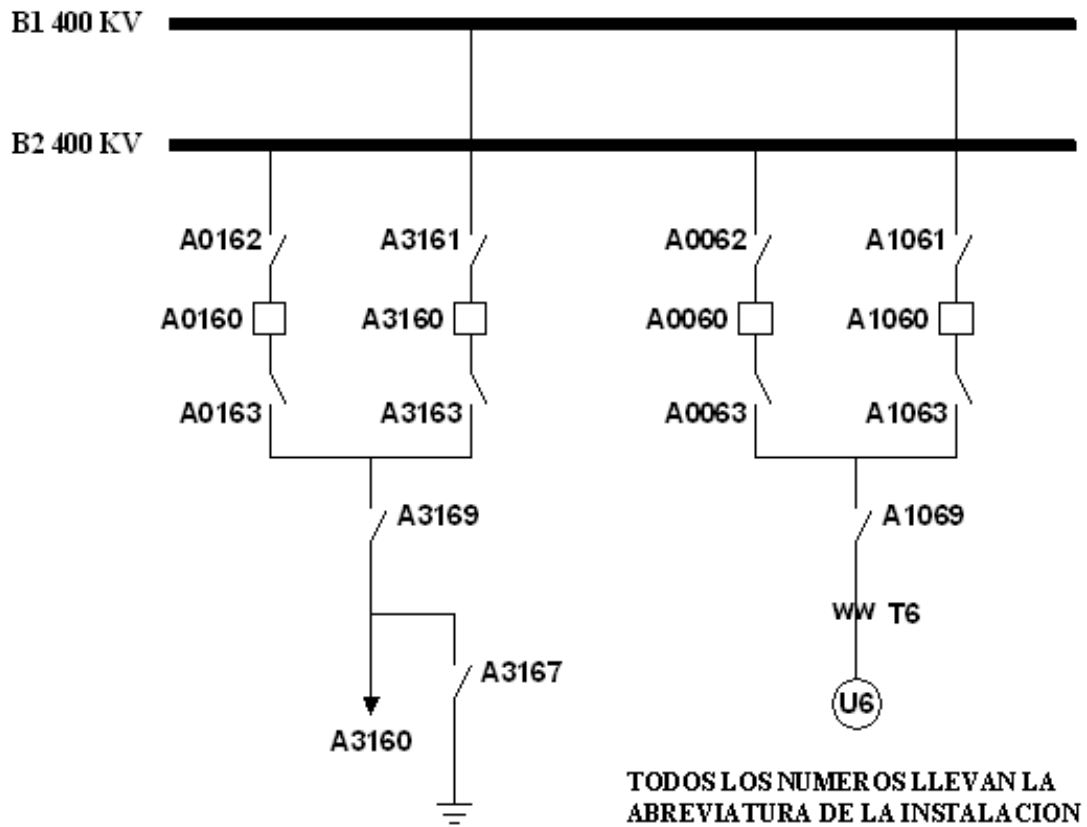 B1 400 KV
B2 400 KV
A0162 A3161 A0062 A1061
A0160 A3160 A0060 A1060
A0163 A3163 A0063 A1063
A3169 A1069
WW T6
A3167
U6
A3160
TODOS LOS NUMEROS LLEVAN LA
ABREVIATURA DE LA INSTALACION